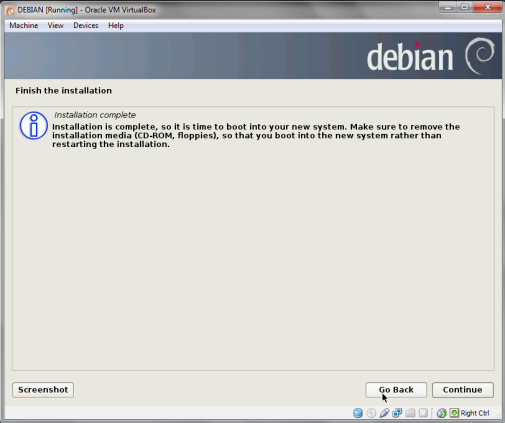 DEBIAN [Running] - Oracle VM VirtualBox
Machine View Devices Help
debian
Finish the installation
Installation complete
Installation is complete, so it is time to boot into your new system. Make sure to remove the
installation media (CD-ROM, floppies), so that you boot into the new system rather than
restarting the installation.
Screenshot Go Back Continue
Right Ctrl